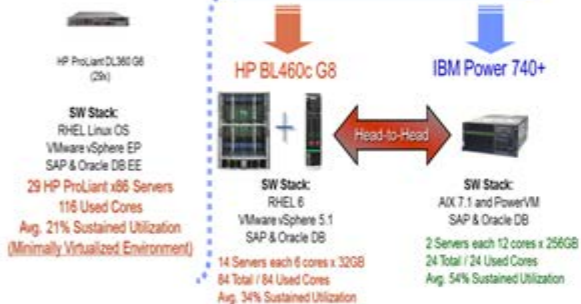 HP ProLiant DL360 G6
(29x)
SW Stack:
RHEL Linux OS
VMware vSphere EP
SAP & Oracle DB EE
29 HP ProLiant x86 Servers
116 Used Cores
Avg. 21% Sustained Utilization
(Minimally Virtualized Environment)
HP BL460c G8
SW Stack:
RHEL 6
VMware vSphere 5.1
SAP & Oracle DB
14 Servers each 6 cores x 32GB
84 Total / 84 Used Cores
Avg. 34% Sustained Utilization
Head-to-Head
IBM Power 740+
SW Stack:
AIX 7.1 and PowerVM
SAP & Oracle DB
2 Servers each 12 cores x 256GB
24 Total / 24 Used Cores
Avg. 54% Sustained Utilization